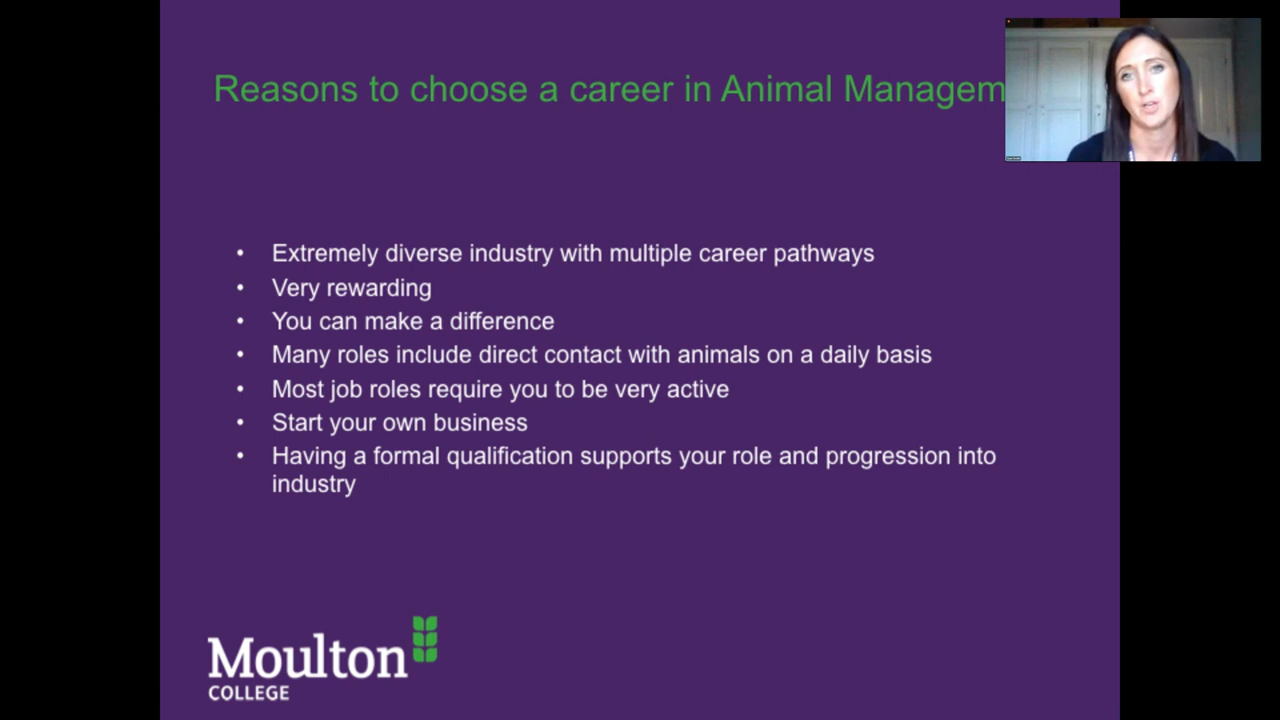 Reasons to choose a career in Animal Managem
• Extremely diverse industry with multiple career pathways
• Very rewarding
• You can make a difference
• Many roles include direct contact with animals on a daily basis
• Most job roles require you to be very active
• Start your own business
• Having a formal qualification supports your role and progression into
industry
Moulton
COLLEGE